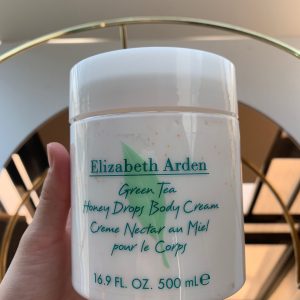 Elizabeth Arden
Green Tea
Honey Drops Body Cream
Creme Nectar au Miel
pour le Corps
16.9 FL. OZ. 500 mL℮